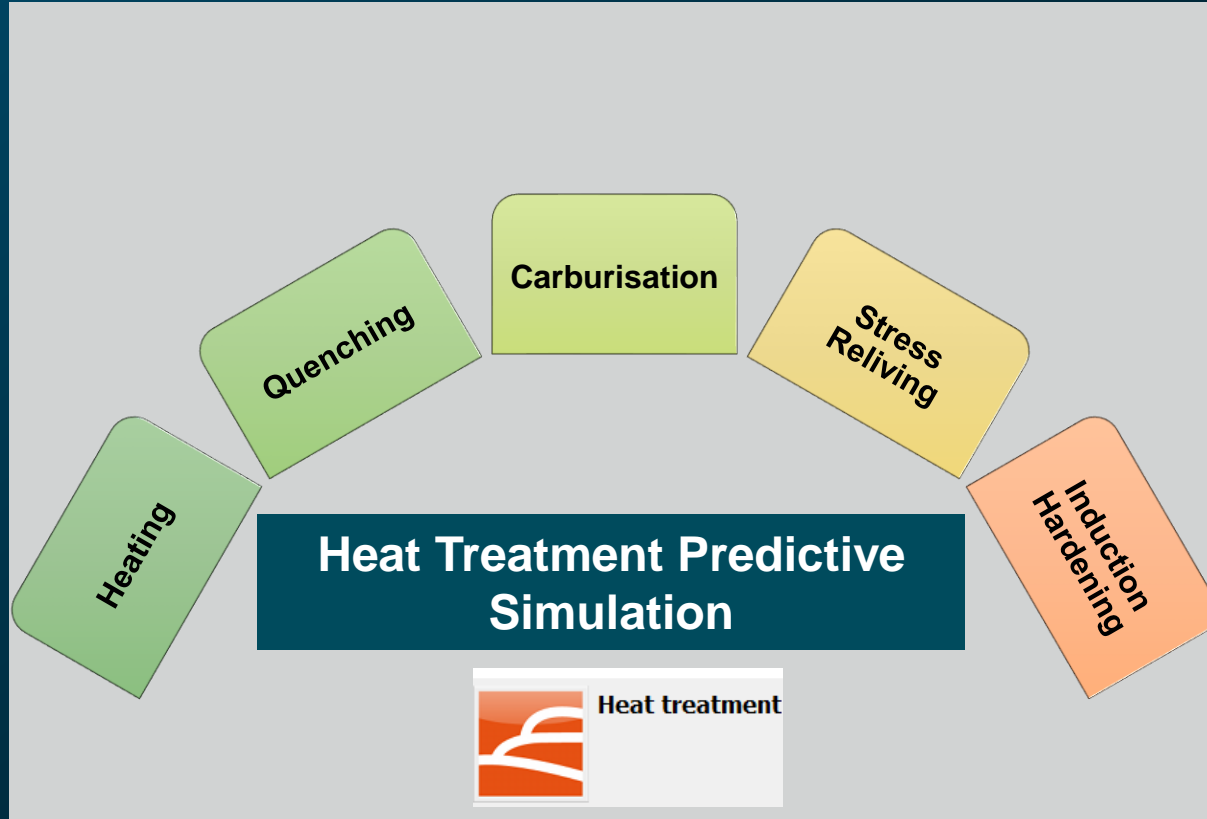 Heating
Quenching
Carburisation
Stress
Reliving
Induction
Hardening
Heat Treatment Predictive
Simulation
Heat treatment